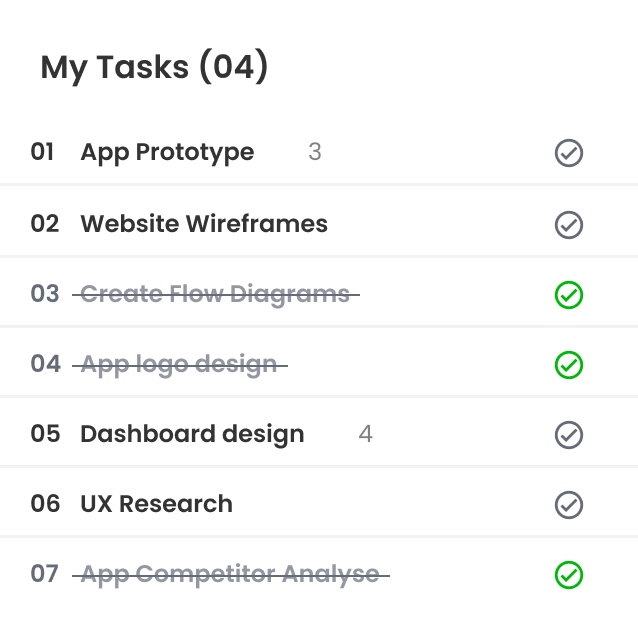 My Tasks (04)
01 App Prototype 3
02 Website Wireframes
03 Create Flow Diagrams
04 App logo design
05 Dashboard design 4
06 UX Research
07 App Competitor Analyse